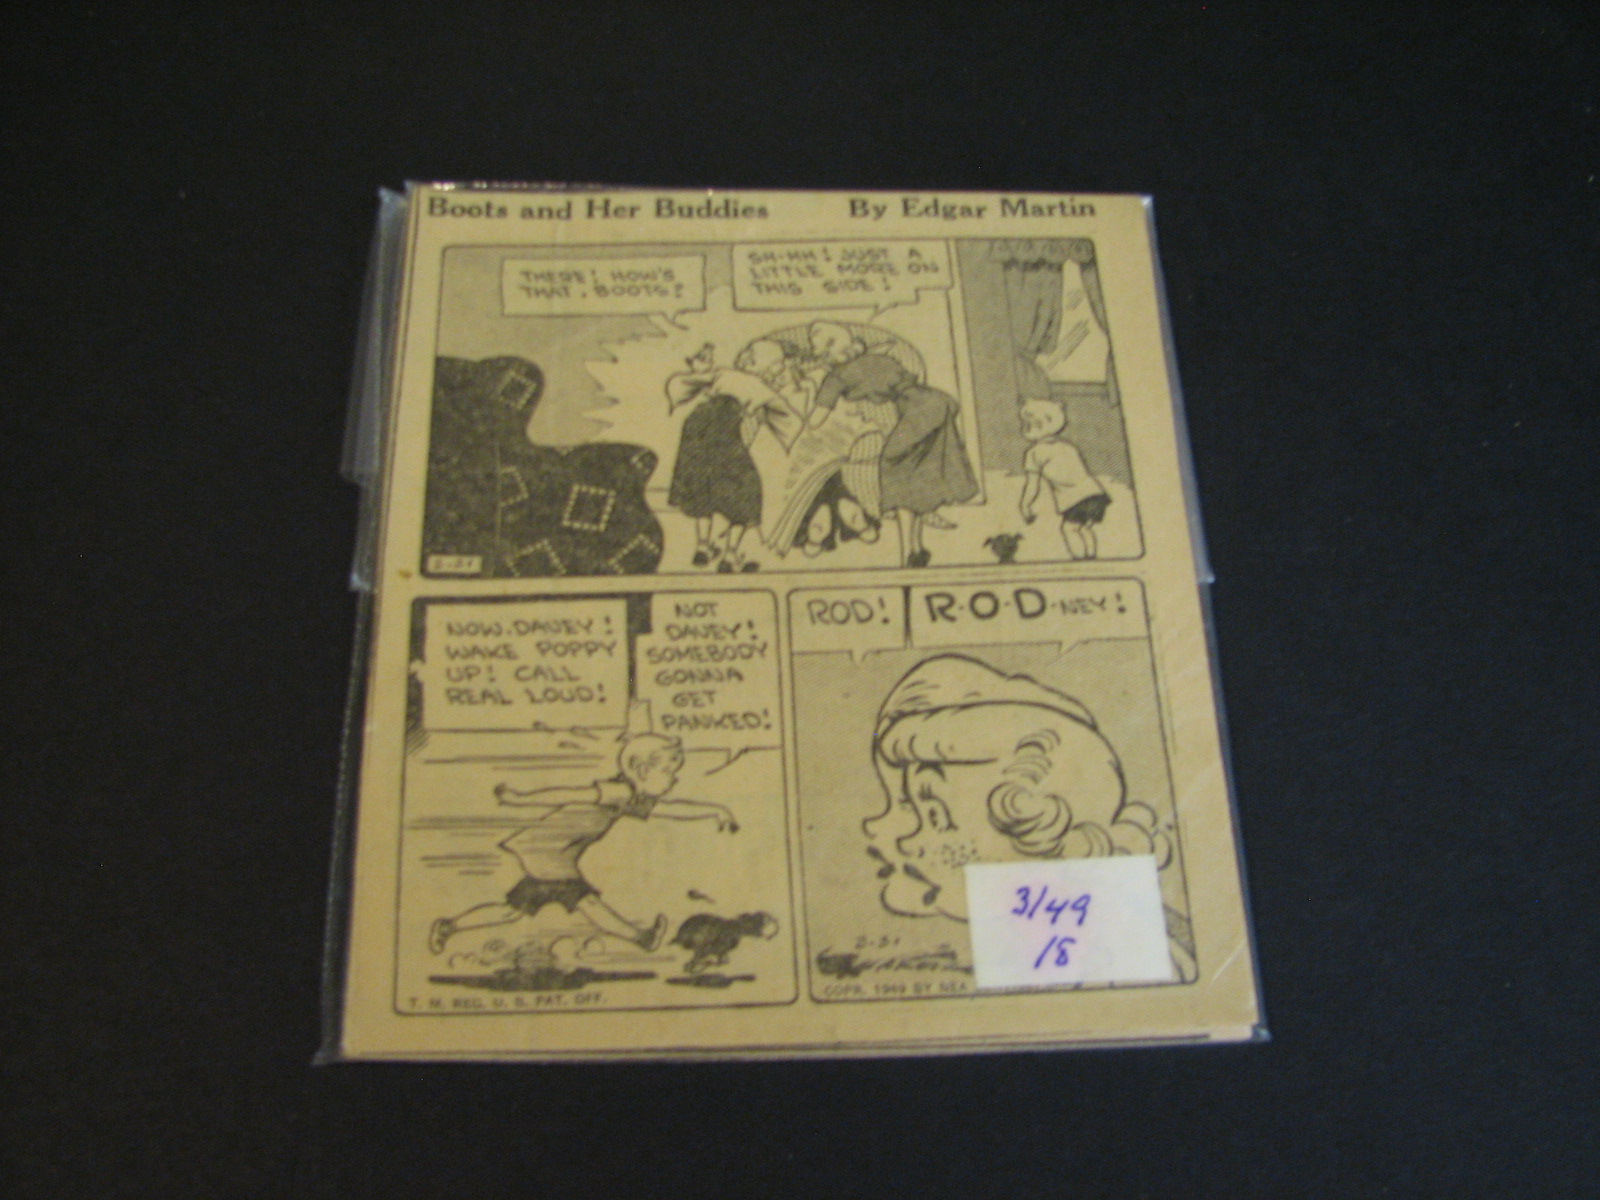 Boots and Her Buddies By Edgar Martin
THERE! HOW'S
THAT, BOOTS?
SH-HH! JUST A
LITTLE MORE ON
THIS SIDE!
NOW, DAVEY!
WAKE POPPY
UP! CALL
REAL LOUD!
NOT
DAVEY!
SOMEBODY
GONNA
GET
PANKED!
T. M. REG. U. S. PAT. OFF.
ROD!
R-O-D-NEY!
COPR. 1949 BY NEA
3/49
18